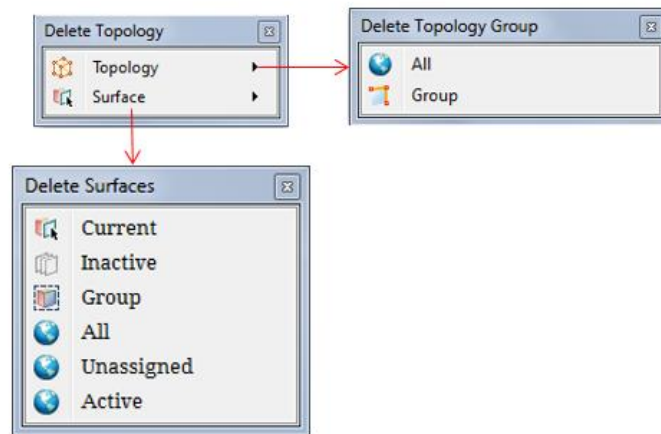 Delete Topology
Topology
Surface
Delete Topology Group
All
Group
Delete Surfaces
Current
Inactive
Group
All
Unassigned
Active